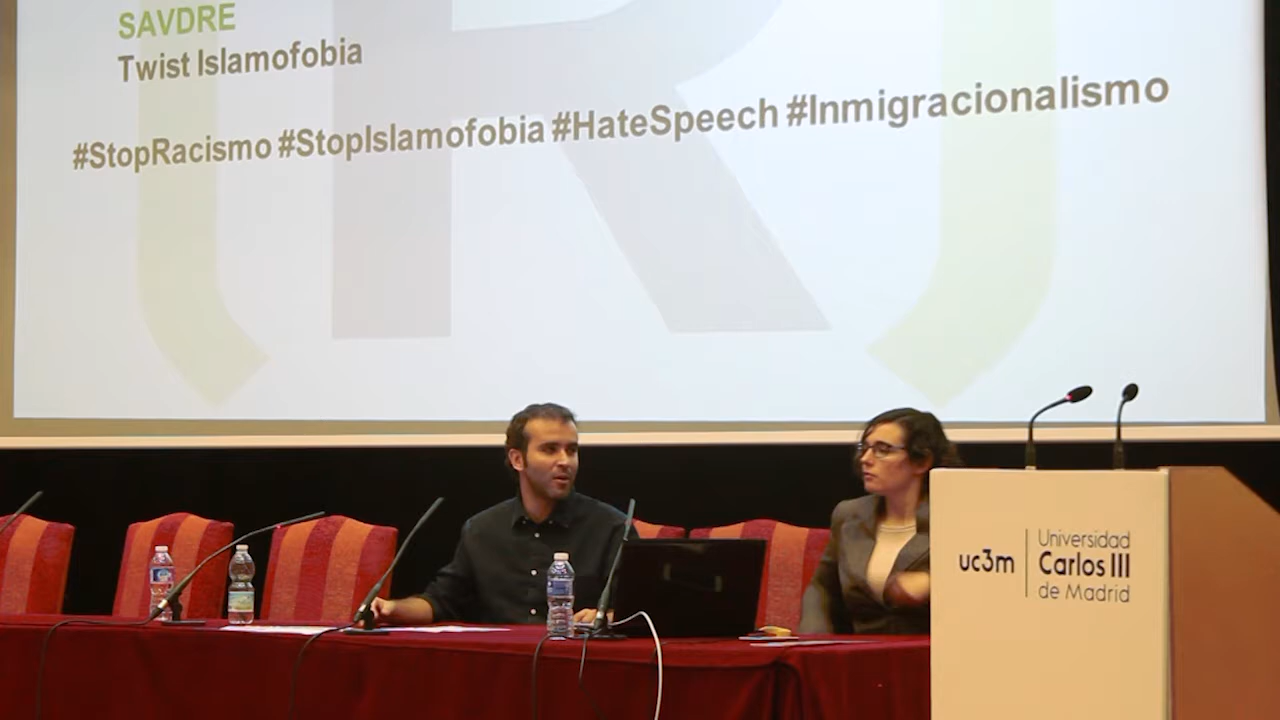 SAVDRE
Twist Islamofobia
#StopRacismo #StopIslamofobia #HateSpeech #Inmigracionalismo
uc3m
Universidad
Carlos III
de Madrid